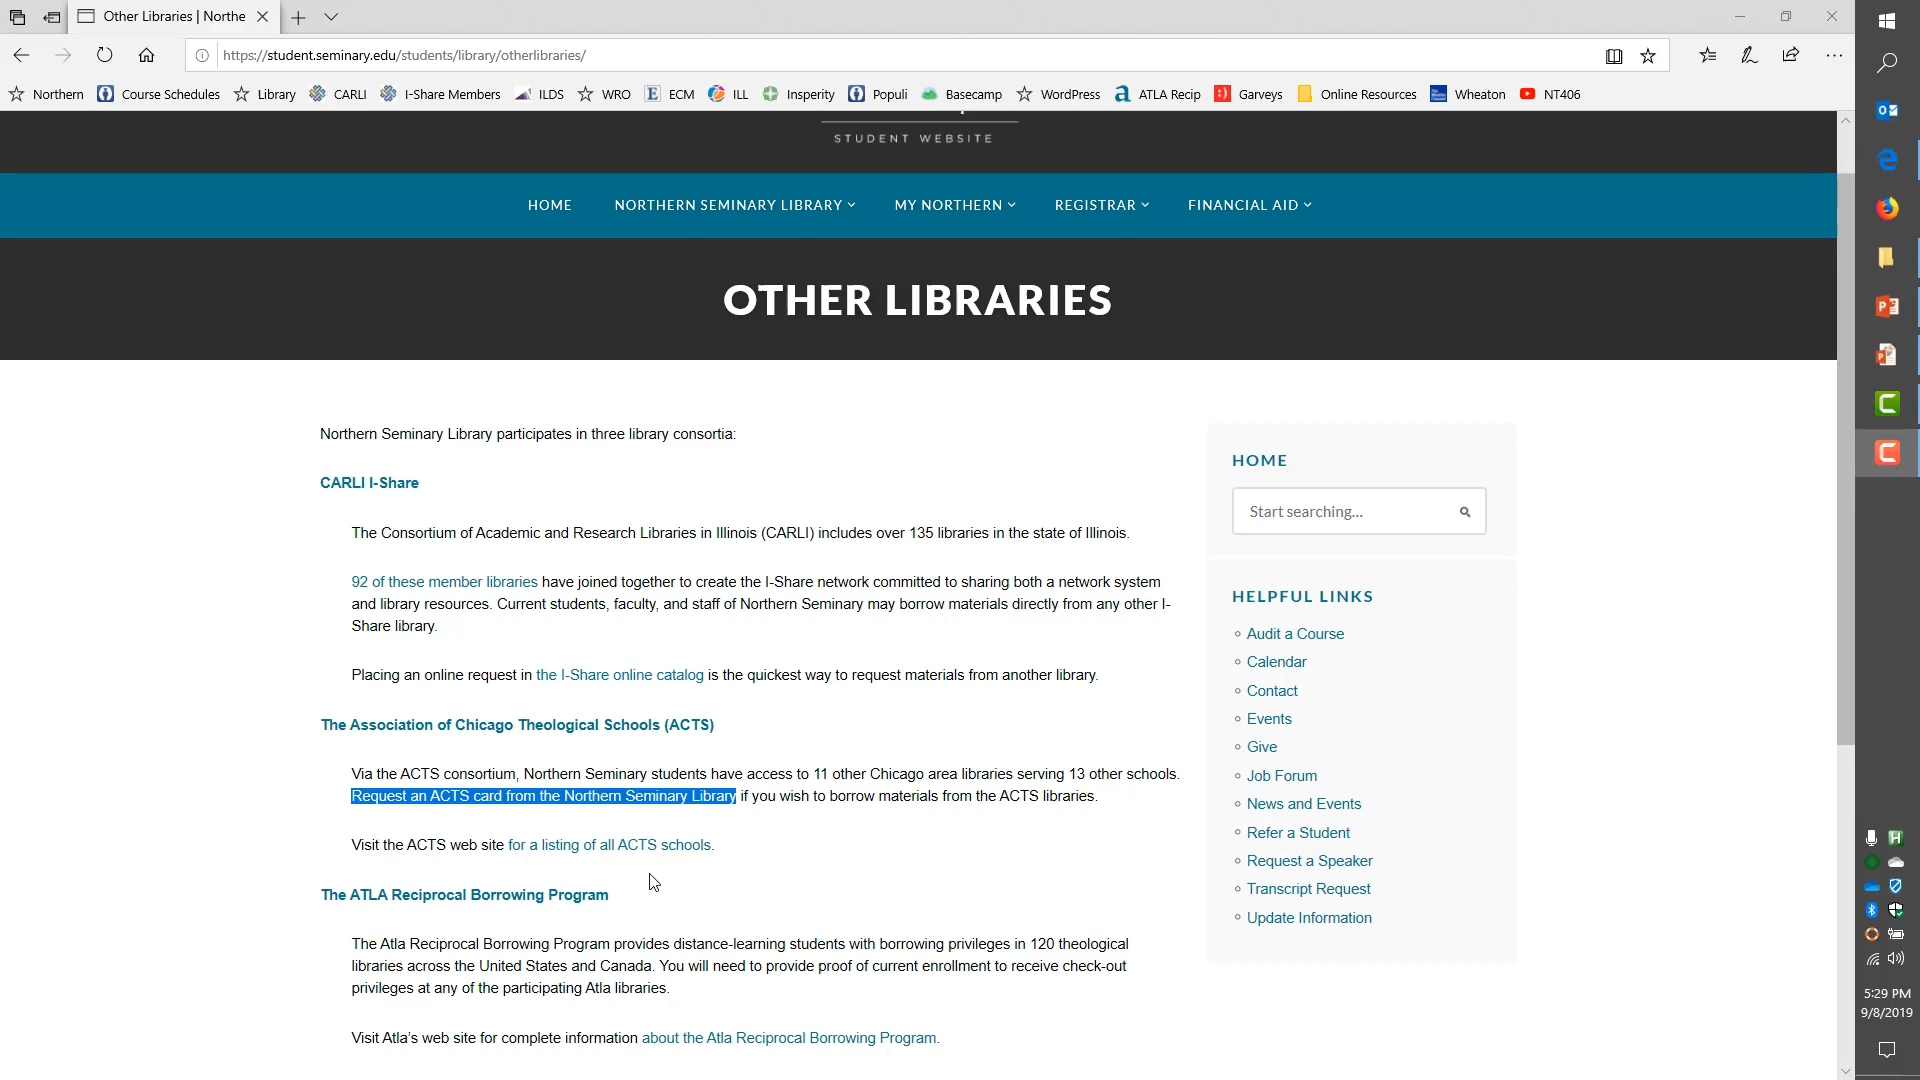 Other Libraries | Northe
https://student.seminary.edu/students/library/otherlibraries/
Northern Course Schedules Library CARLI I-Share Members ILDS WRO ECM ILL Insperity Populi Basecamp WordPress ATLA Recip Garveys Online Resources Wheaton NT406
STUDENT WEBSITE
HOME NORTHERN SEMINARY LIBRARY MY NORTHERN REGISTRAR FINANCIAL AID
OTHER LIBRARIES
Northern Seminary Library participates in three library consortia:
CARLI I-Share
The Consortium of Academic and Research Libraries in Illinois (CARLI) includes over 135 libraries in the state of Illinois.
92 of these member libraries have joined together to create the I-Share network committed to sharing both a network system
and library resources. Current students, faculty, and staff of Northern Seminary may borrow materials directly from any other I-
Share library.
Placing an online request in the I-Share online catalog is the quickest way to request materials from another library.
The Association of Chicago Theological Schools (ACTS)
Via the ACTS consortium, Northern Seminary students have access to 11 other Chicago area libraries serving 13 other schools.
Request an ACTS card from the Northern Seminary Library if you wish to borrow materials from the ACTS libraries.
Visit the ACTS web site for a listing of all ACTS schools.
The ATLA Reciprocal Borrowing Program
The Atla Reciprocal Borrowing Program provides distance-learning students with borrowing privileges in 120 theological
libraries across the United States and Canada. You will need to provide proof of current enrollment to receive check-out
privileges at any of the participating Atla libraries.
Visit Atla's web site for complete information about the Atla Reciprocal Borrowing Program.
HOME
Start searching...
HELPFUL LINKS
Audit a Course
Calendar
Contact
Events
Give
Job Forum
News and Events
Refer a Student
Request a Speaker
Transcript Request
Update Information
5:29 PM
9/8/2019